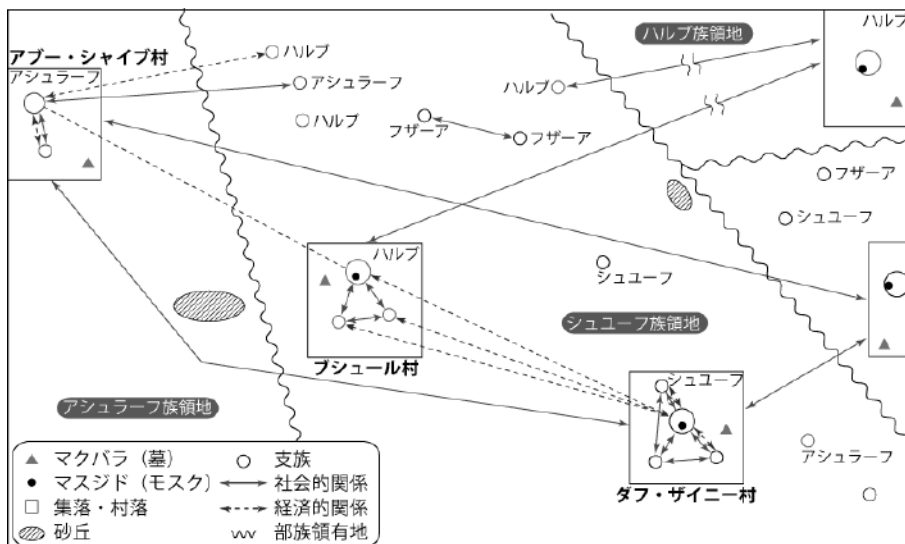 アブー・シャイブ村
アシュラーフ
ハルブ
アシュラーフ
ハルブ
フザーア
フザーア
ハルブ
ハルブ族領地
ハルブ
フザーア
シュユーフ
シュユーフ
ハルブ
ブシュール村
シュユーフ族領地
シュユーフ
ダフ・ザイニー村
アシュラーフ
アシュラーフ族領地
マクバラ（墓）
マスジド（モスク）
集落・村落
砂丘
支族
社会的関係
経済的関係
部族領有地